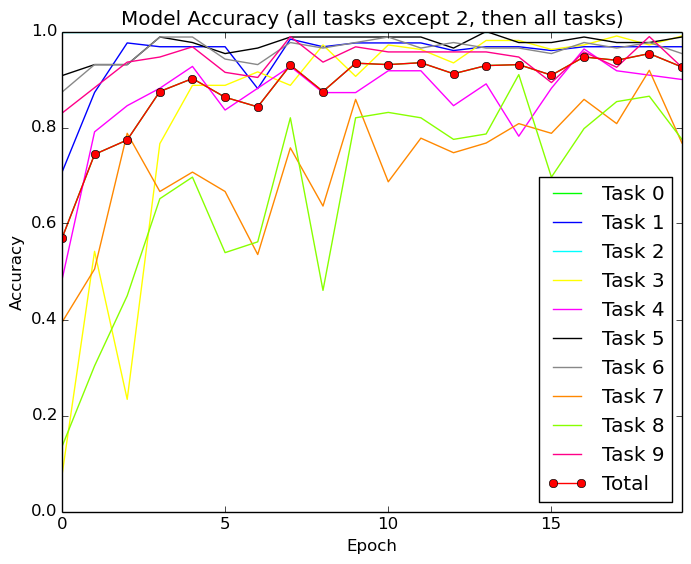 Model Accuracy (all tasks except 2, then all tasks)
1.0
0.8
0.6
0.4
0.2
0.0
Accuracy
0
5
10
15
Epoch
Task 0
Task 1
Task 2
Task 3
Task 4
Task 5
Task 6
Task 7
Task 8
Task 9
Total